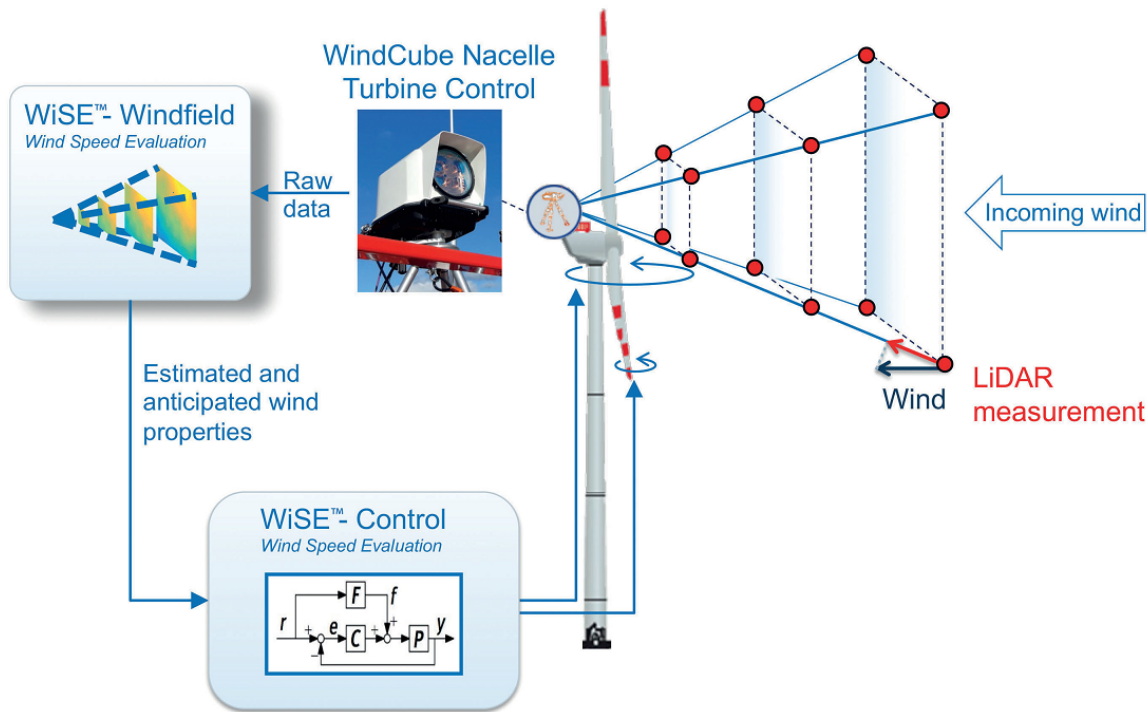 WindCube Nacelle
Turbine Control
WiSE™- Windfield
Wind Speed Evaluation
Raw
data
Incoming wind
Estimated and
anticipated wind
properties
Wind
LiDAR
measurement
WiSE™- Control
Wind Speed Evaluation
F f
r + e C + + P y
−